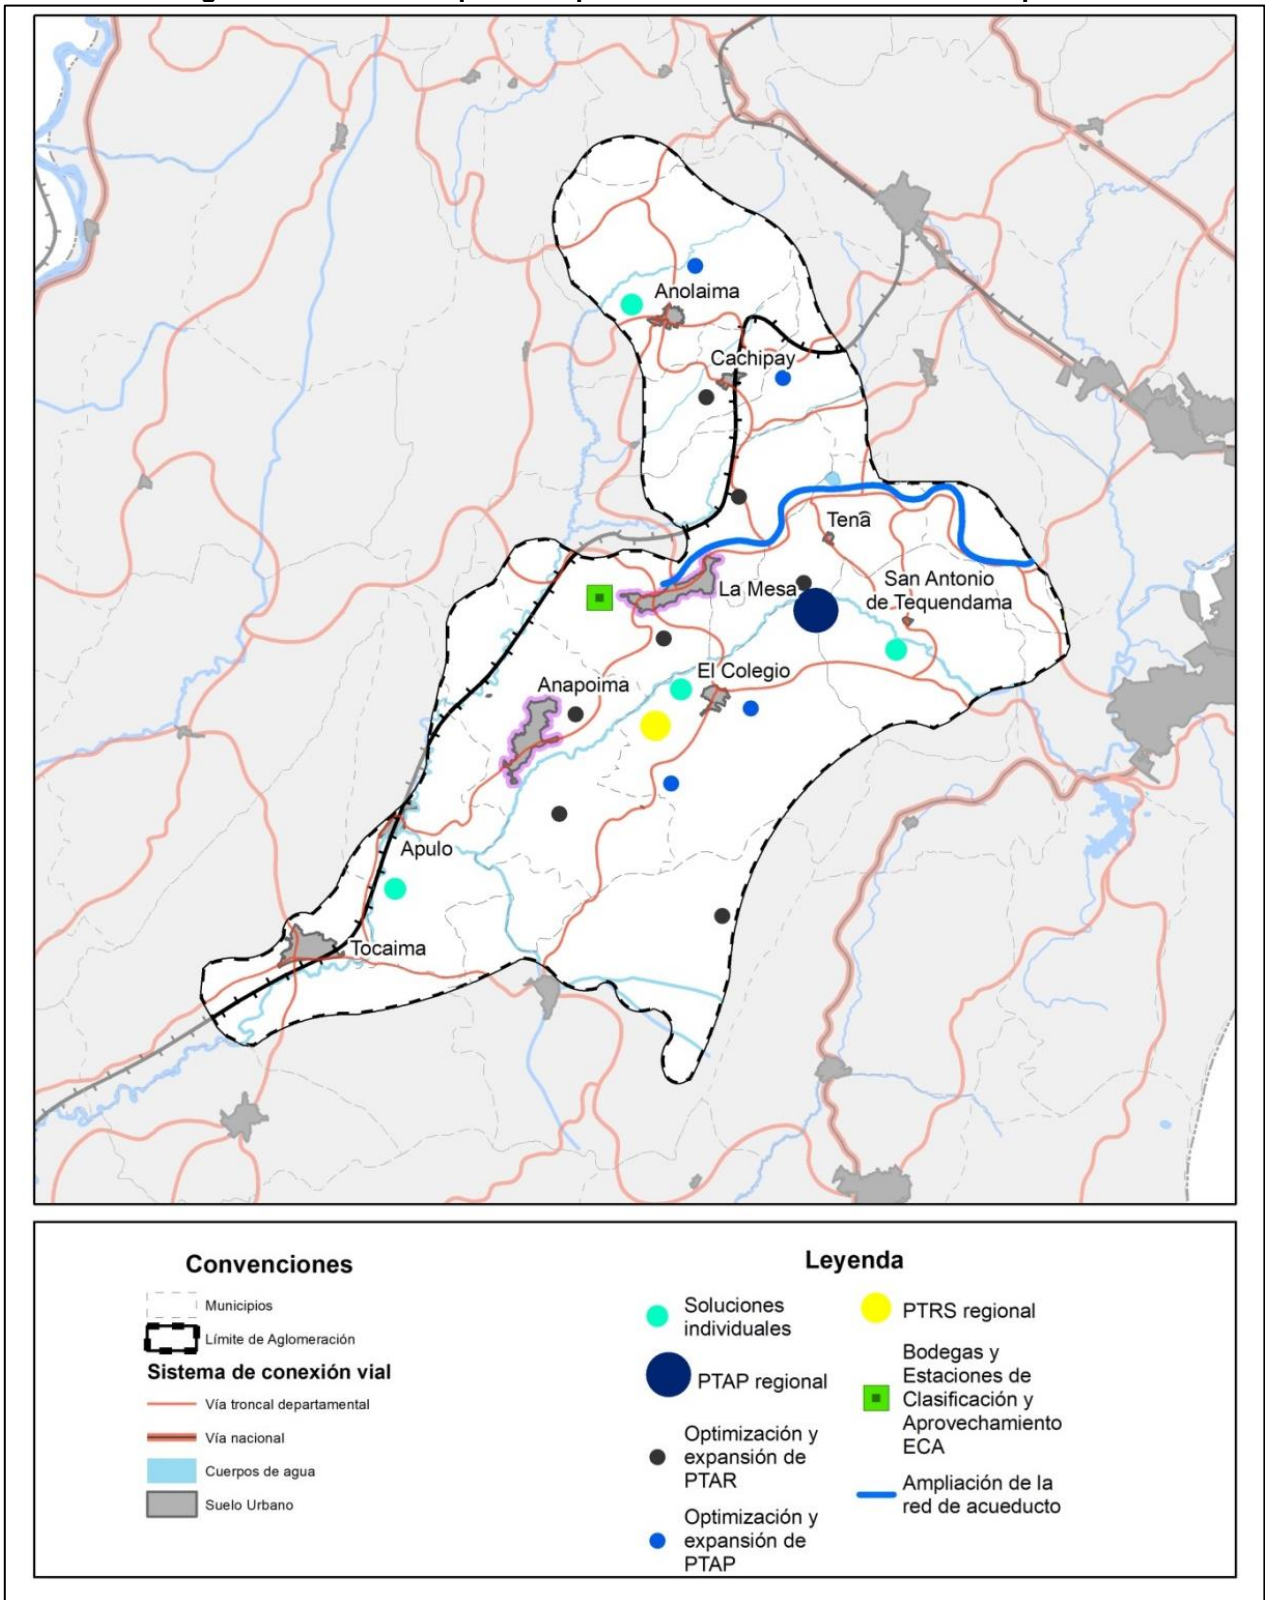 Anolaima
Cachipay
Tena
La Mesa
San Antonio
de Tequendama
El Colegio
Anapoima
Apulo
Tocaima
Convenciones
Municipios
Límite de Aglomeración
Sistema de conexión vial
Vía troncal departamental
Vía nacional
Cuerpos de agua
Suelo Urbano
Leyenda
Soluciones
individuales
PTAP regional
Optimización y
expansión de
PTAR
Optimización y
expansión de
PTAP
PTRS regional
Bodegas y
Estaciones de
Clasificación y
Aprovechamiento
ECA
Ampliación de la
red de acueducto